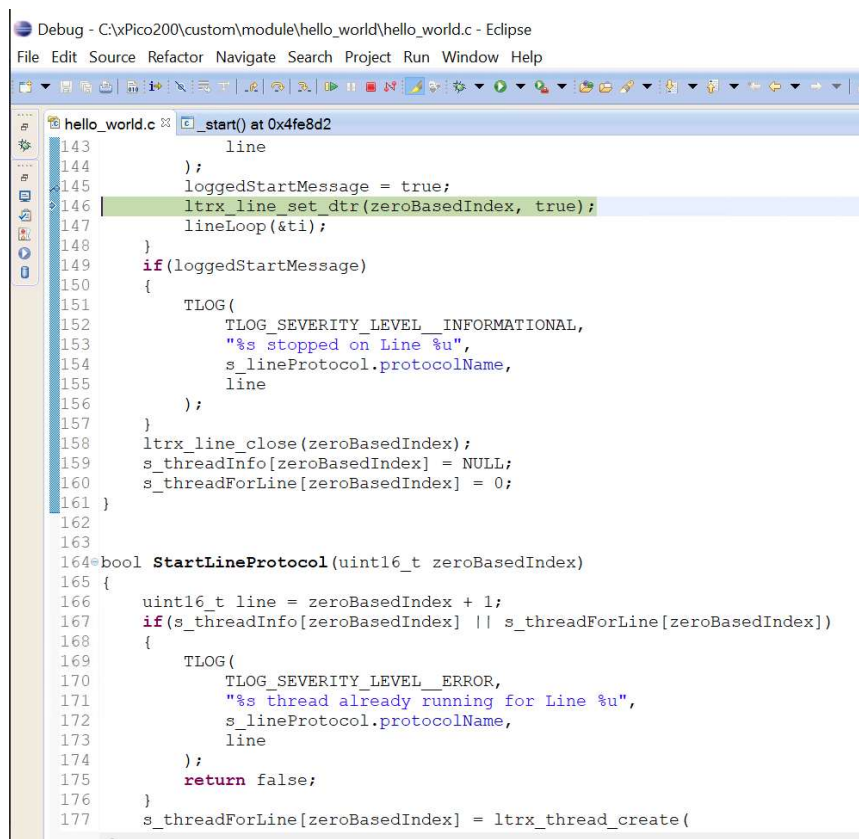 Debug - C:\xPico200\custom\module\hello_world\hello_world.c - Eclipse
File Edit Source Refactor Navigate Search Project Run Window Help
hello_world.c _start() at 0x4fe8d2
143 line
144 );
145 loggedStartMessage = true;
146 ltrx_line_set_dtr(zeroBasedIndex, true);
147 lineLoop(&ti);
148 }
149 if(loggedStartMessage)
150 {
151 TLOG(
152 TLOG_SEVERITY_LEVEL__INFORMATIONAL,
153 "%s stopped on Line %u",
154 s_lineProtocol.protocolName,
155 line
156 );
157 }
158 ltrx_line_close(zeroBasedIndex);
159 s_threadInfo[zeroBasedIndex] = NULL;
160 s_threadForLine[zeroBasedIndex] = 0;
161 }
162
163
164 bool StartLineProtocol(uint16_t zeroBasedIndex)
165 {
166 uint16_t line = zeroBasedIndex + 1;
167 if(s_threadInfo[zeroBasedIndex] || s_threadForLine[zeroBasedIndex])
168 {
169 TLOG(
170 TLOG_SEVERITY_LEVEL__ERROR,
171 "%s thread already running for Line %u",
172 s_lineProtocol.protocolName,
173 line
174 );
175 return false;
176 }
177 s_threadForLine[zeroBasedIndex] = ltrx_thread_create(